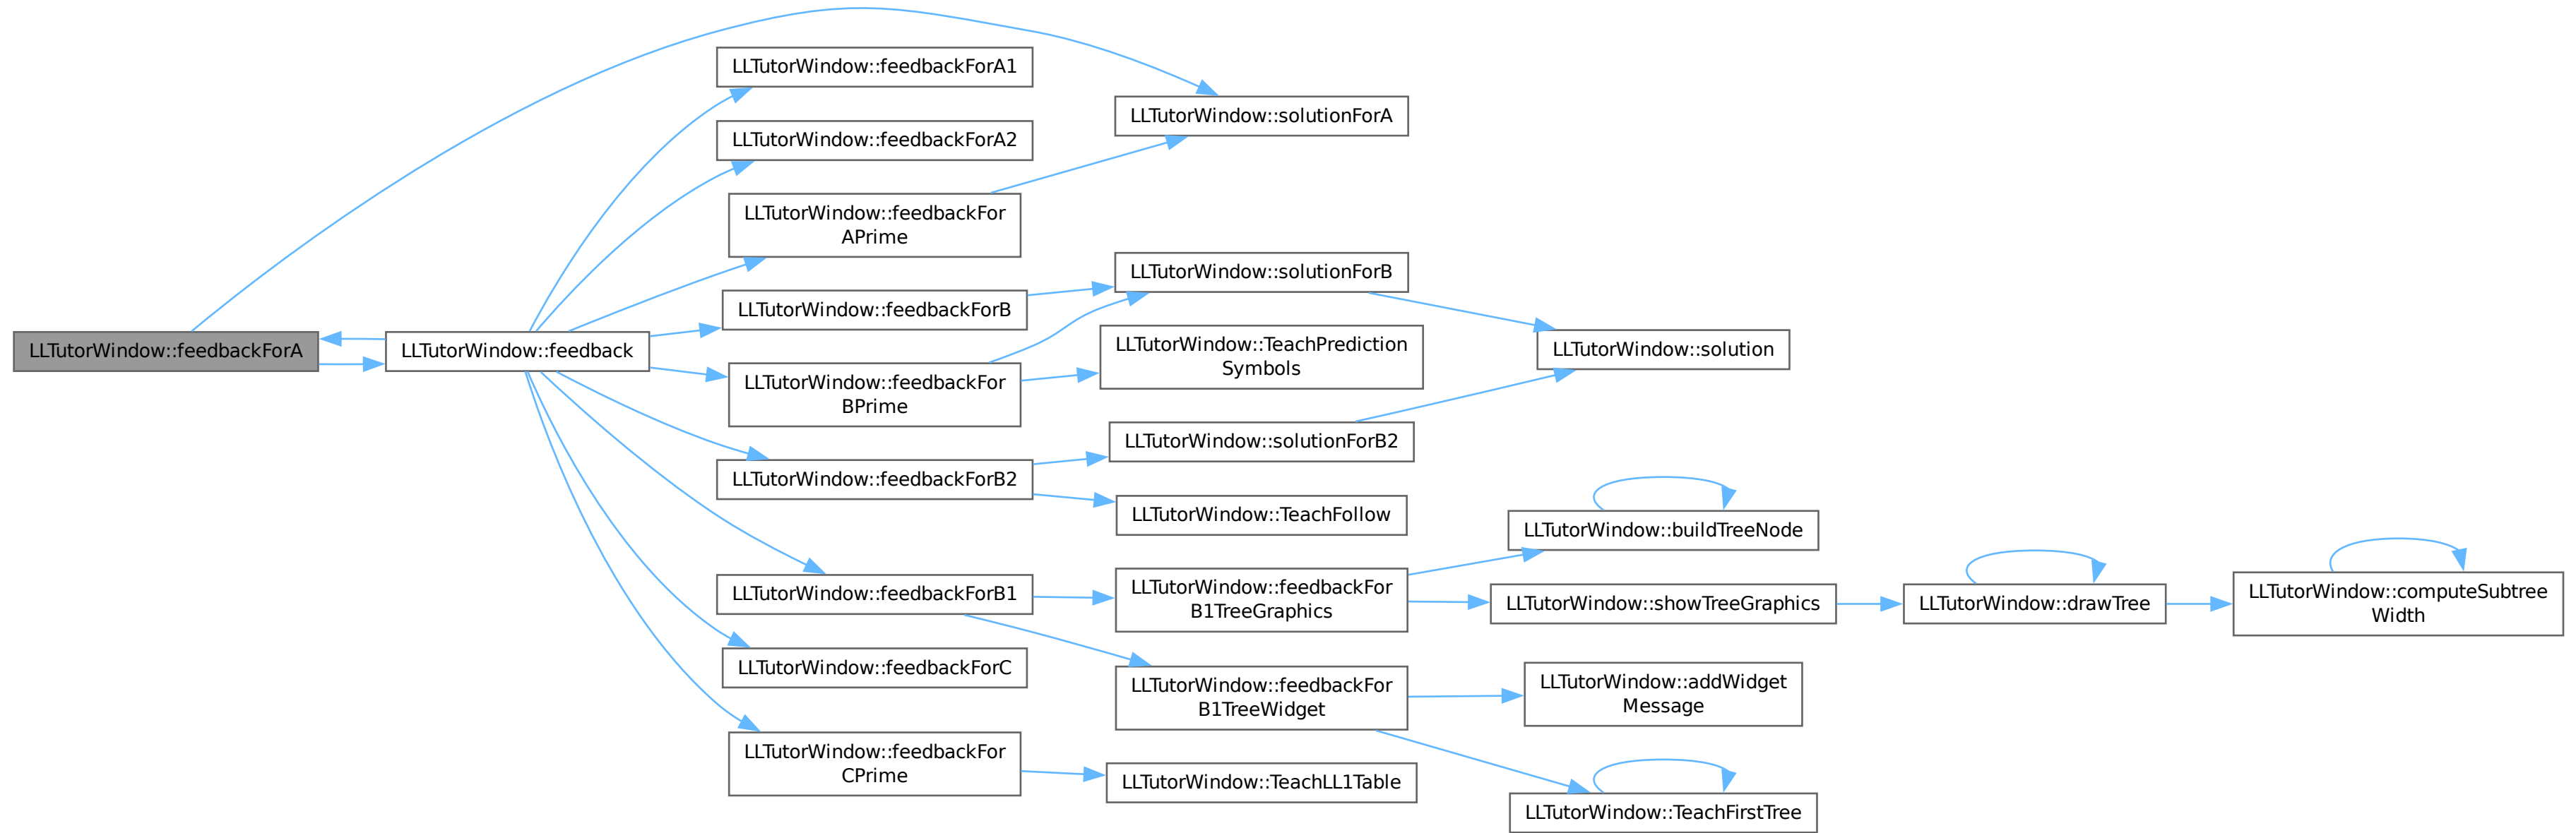 LLTutorWindow::feedbackForA
LLTutorWindow::feedback
LLTutorWindow::feedbackForA1
LLTutorWindow::feedbackForA2
LLTutorWindow::feedbackFor
APrime
LLTutorWindow::feedbackForB
LLTutorWindow::feedbackFor
BPrime
LLTutorWindow::feedbackForB2
LLTutorWindow::feedbackForB1
LLTutorWindow::feedbackForC
LLTutorWindow::feedbackFor
CPrime
LLTutorWindow::solutionForA
LLTutorWindow::solutionForB
LLTutorWindow::TeachPrediction
Symbols
LLTutorWindow::solutionForB2
LLTutorWindow::TeachFollow
LLTutorWindow::feedbackFor
B1TreeGraphics
LLTutorWindow::feedbackFor
B1TreeWidget
LLTutorWindow::TeachLL1Table
LLTutorWindow::solution
LLTutorWindow::buildTreeNode
LLTutorWindow::showTreeGraphics
LLTutorWindow::addWidget
Message
LLTutorWindow::TeachFirstTree
LLTutorWindow::drawTree
LLTutorWindow::computeSubtree
Width